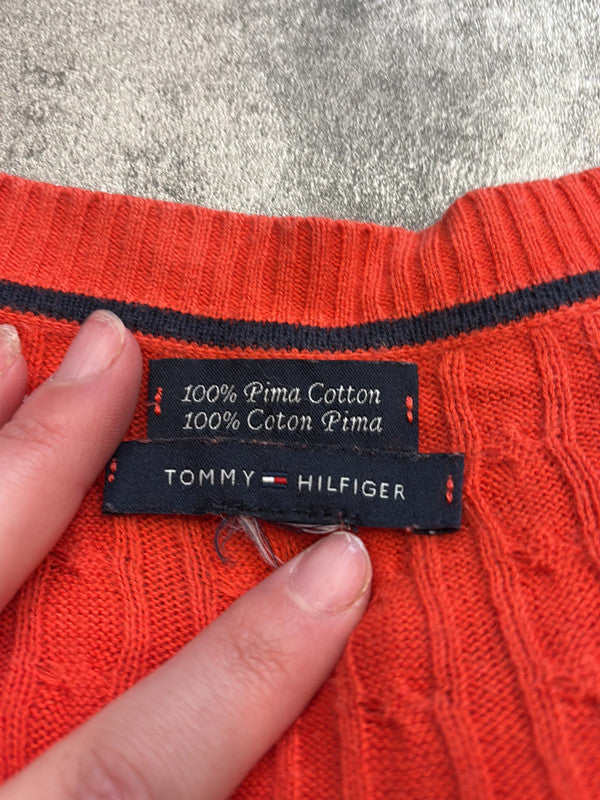 100% Pima Cotton
100% Coton Pima
TOMMY HILFIGER